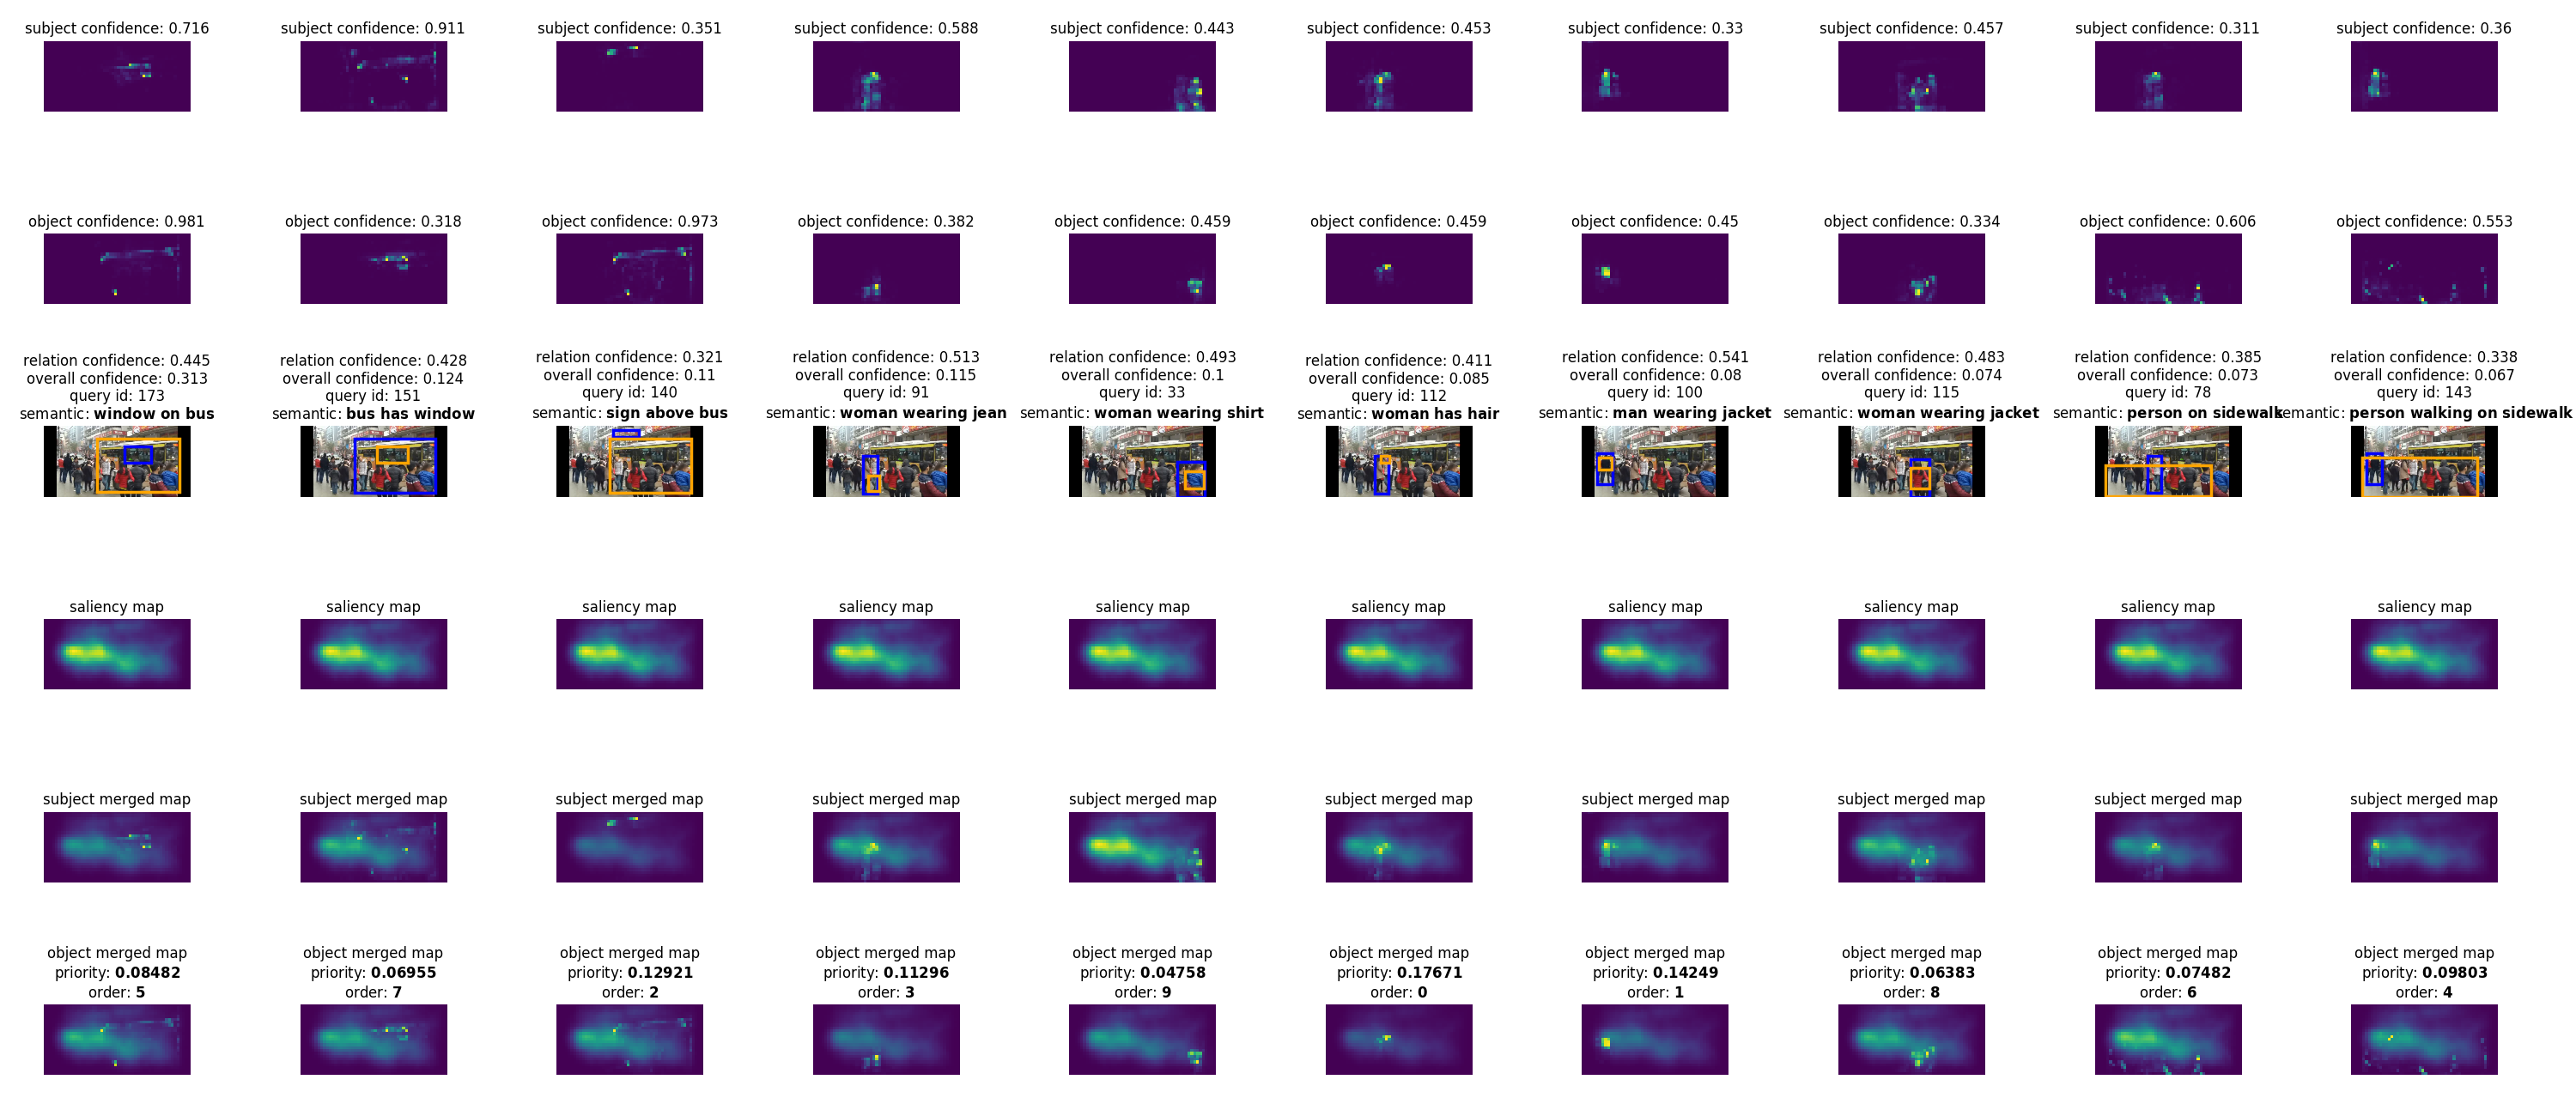 subject confidence: 0.716
subject confidence: 0.911
subject confidence: 0.351
subject confidence: 0.588
subject confidence: 0.443
subject confidence: 0.453
subject confidence: 0.33
subject confidence: 0.457
subject confidence: 0.311
subject confidence: 0.36
object confidence: 0.981
object confidence: 0.318
object confidence: 0.973
object confidence: 0.382
object confidence: 0.459
object confidence: 0.459
object confidence: 0.45
object confidence: 0.334
object confidence: 0.606
object confidence: 0.553
relation confidence: 0.445
overall confidence: 0.313
query id: 173
semantic: window on bus
relation confidence: 0.428
overall confidence: 0.124
query id: 151
semantic: bus has window
relation confidence: 0.321
overall confidence: 0.11
query id: 140
semantic: sign above bus
relation confidence: 0.513
overall confidence: 0.115
query id: 91
semantic: woman wearing jean
relation confidence: 0.493
overall confidence: 0.1
query id: 33
semantic: woman wearing shirt
relation confidence: 0.411
overall confidence: 0.085
query id: 112
semantic: woman has hair
relation confidence: 0.541
overall confidence: 0.08
query id: 100
semantic: man wearing jacket
relation confidence: 0.483
overall confidence: 0.074
query id: 115
semantic: woman wearing jacket
relation confidence: 0.385
overall confidence: 0.073
query id: 78
semantic: person on sidewalk
relation confidence: 0.338
overall confidence: 0.067
query id: 143
semantic: person walking on sidewalk
saliency map
saliency map
saliency map
saliency map
saliency map
saliency map
saliency map
saliency map
saliency map
saliency map
subject merged map
subject merged map
subject merged map
subject merged map
subject merged map
subject merged map
subject merged map
subject merged map
subject merged map
subject merged map
object merged map
priority: 0.08482
order: 5
object merged map
priority: 0.06955
order: 7
object merged map
priority: 0.12921
order: 2
object merged map
priority: 0.11296
order: 3
object merged map
priority: 0.04758
order: 9
object merged map
priority: 0.17671
order: 0
object merged map
priority: 0.14249
order: 1
object merged map
priority: 0.06383
order: 8
object merged map
priority: 0.07482
order: 6
object merged map
priority: 0.09803
order: 4